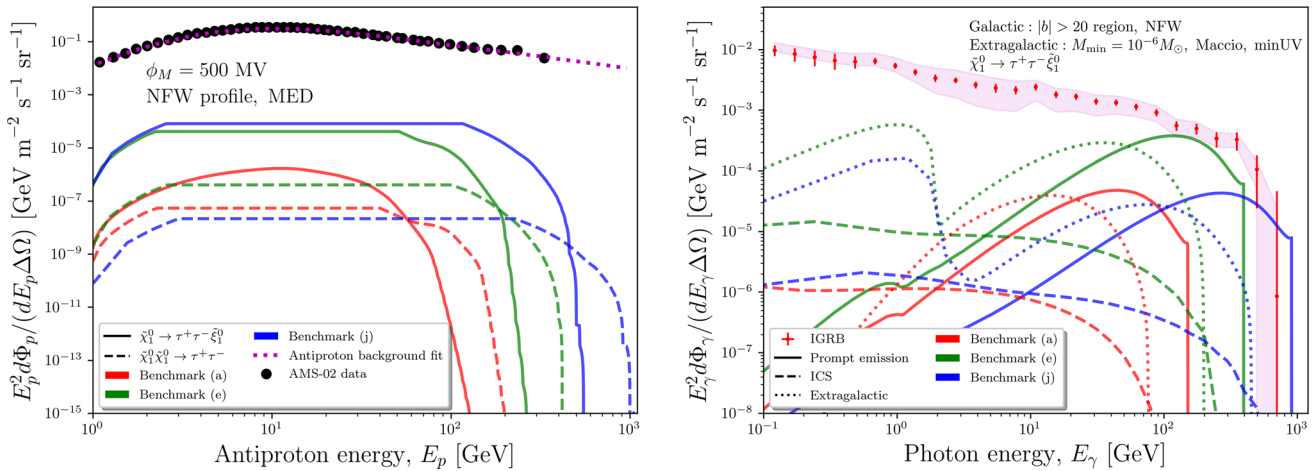 E_p^2 dΦ_p/(dE_p ΔΩ) [GeV m^−2 s^−1 sr^−1]
10^−1
10^−3
10^−5
10^−7
10^−9
10^−11
10^−13
10^−15
ϕ_M = 500 MV
NFW profile, MED
χ̃_1^0 → τ^+τ^−ξ̃_1^0
χ̃_1^0χ̃_1^0 → τ^+τ^−
Benchmark (a)
Benchmark (e)
Benchmark (j)
Antiproton background fit
AMS-02 data
10^0 10^1 10^2 10^3
Antiproton energy, E_p [GeV]
E_γ^2 dΦ_γ/(dE_γ ΔΩ) [GeV m^−2 s^−1 sr^−1]
10^−2
10^−3
10^−4
10^−5
10^−6
10^−7
10^−8
Galactic : |b| > 20 region, NFW
Extragalactic : M_min = 10^−6 M_⊙, Maccio, minUV
χ̃_1^0 → τ^+τ^−ξ̃_1^0
IGRB
Prompt emission
ICS
Extragalactic
Benchmark (a)
Benchmark (e)
Benchmark (j)
10^−1 10^0 10^1 10^2 10^3
Photon energy, E_γ [GeV]